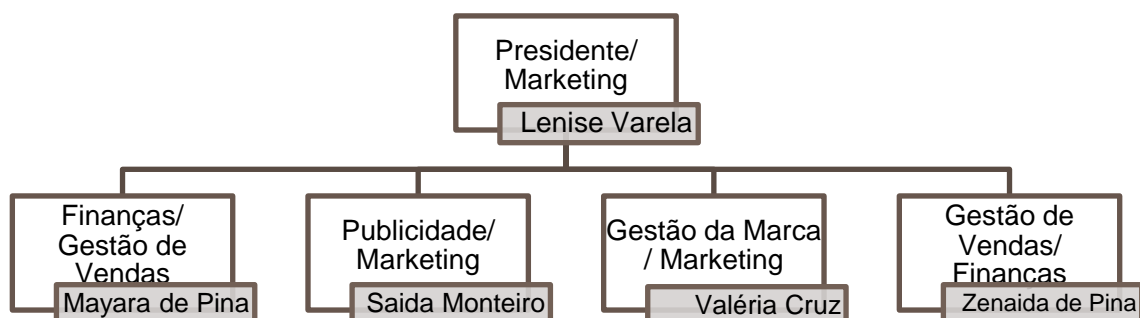 Presidente/
Marketing
Lenise Varela
Finanças/
Gestão de
Vendas
Mayara de Pina
Publicidade/
Marketing
Saida Monteiro
Gestão da Marca
/ Marketing
Valéria Cruz
Gestão de
Vendas/
Finanças
Zenaida de Pina